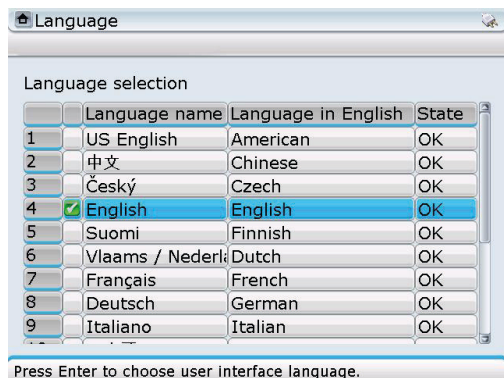 Language
Language selection
Language name Language in English State
1 US English American OK
2 中文 Chinese OK
3 Český Czech OK
4 English English OK
5 Suomi Finnish OK
6 Vlaams / Nederl Dutch OK
7 Français French OK
8 Deutsch German OK
9 Italiano Italian OK
Press Enter to choose user interface language.